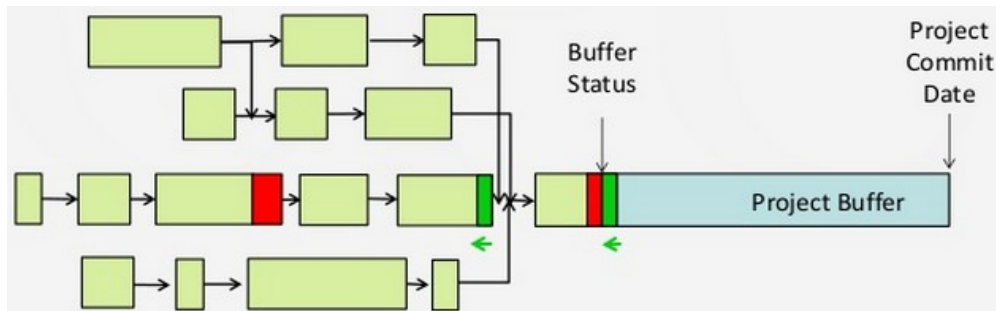 Buffer
Status
Project
Commit
Date
Project Buffer